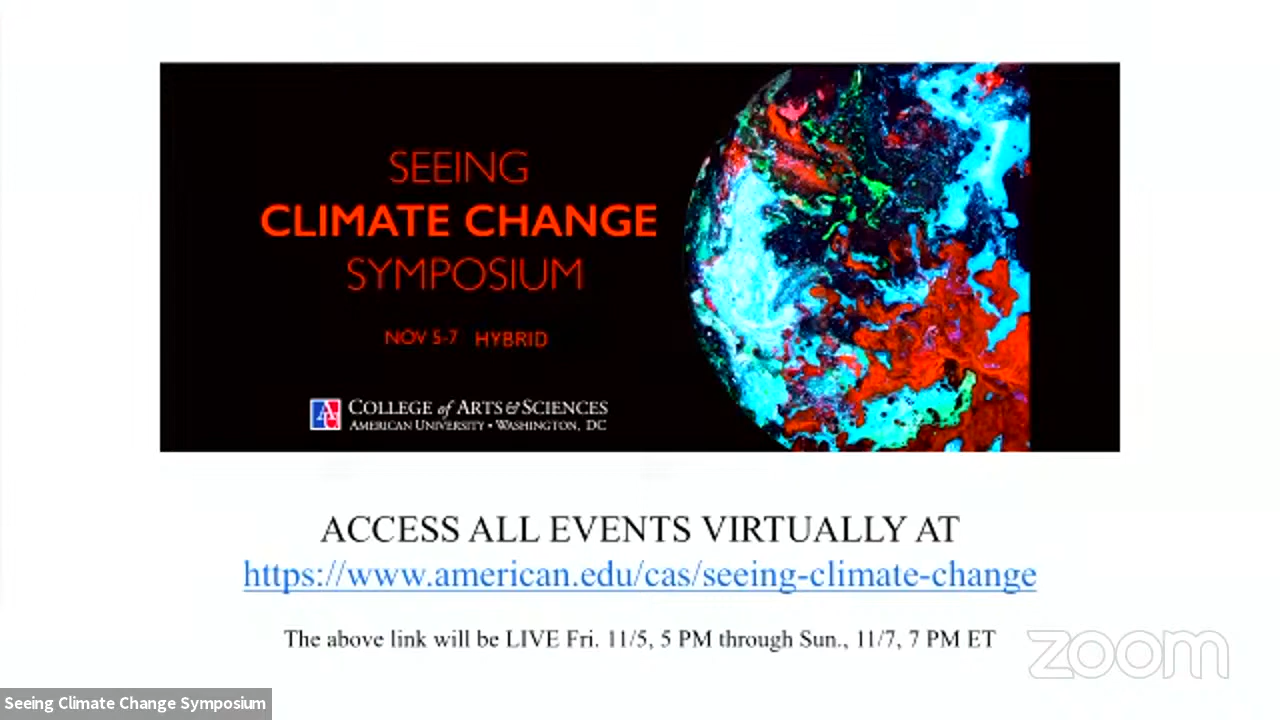 SEEING
CLIMATE CHANGE
SYMPOSIUM
NOV 5-7 HYBRID
COLLEGE of ARTS & SCIENCES
AMERICAN UNIVERSITY • WASHINGTON, DC
ACCESS ALL EVENTS VIRTUALLY AT
https://www.american.edu/cas/seeing-climate-change
The above link will be LIVE Fri. 11/5, 5 PM through Sun., 11/7, 7 PM ET
zoom
Seeing Climate Change Symposium